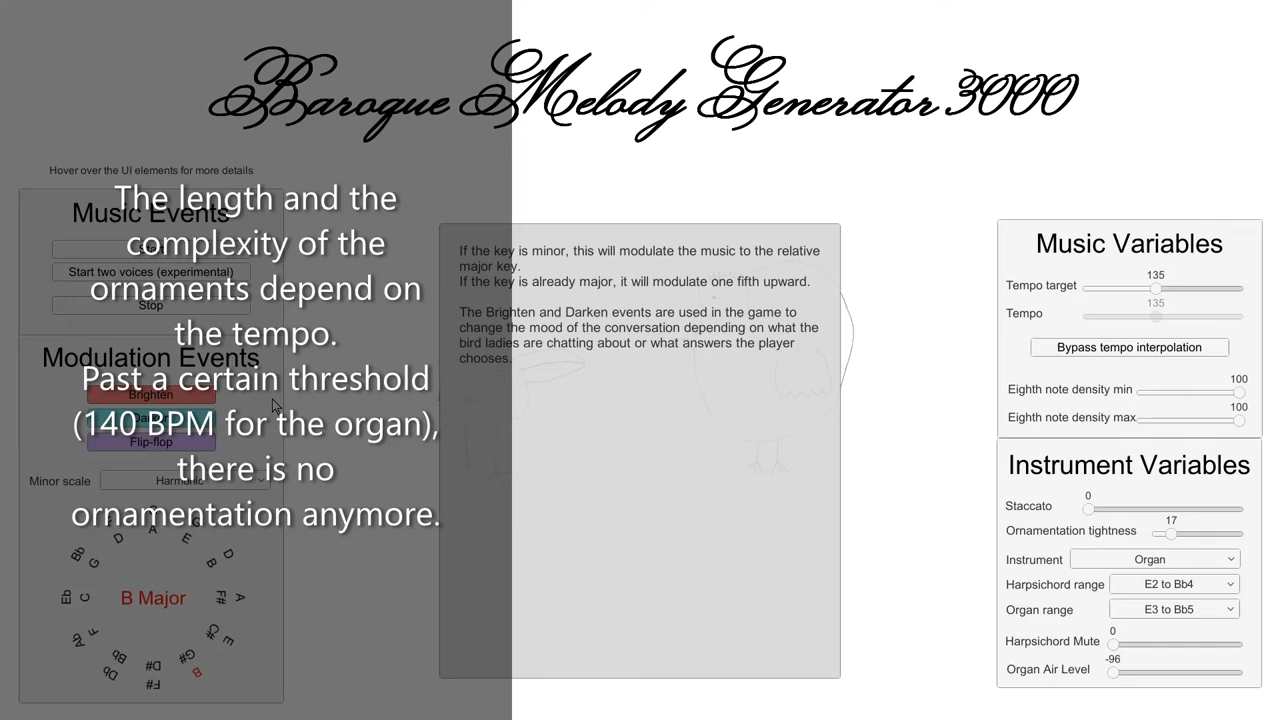 Baroque Melody Generator 3000
Hover over the UI elements for more details
Music Events
Start two voices (experimental)
Stop
Modulation Events
Brighten
Flip-flop
Minor scale
Harmonic
A
E
D
B
A
F#
E
C#
B
G#
F#
D#
Db
Bb
Ab
F
Eb
C
Bb
G
D
B Major
The length and the
complexity of the
ornaments depend on
the tempo.
Past a certain threshold
(140 BPM for the organ),
there is no
ornamentation anymore.
If the key is minor, this will modulate the music to the relative
major key.
If the key is already major, it will modulate one fifth upward.
The Brighten and Darken events are used in the game to
change the mood of the conversation depending on what the
bird ladies are chatting about or what answers the player
chooses.
Music Variables
135
Tempo target
135
Tempo
Bypass tempo interpolation
100
Eighth note density min
100
Eighth note density max
Instrument Variables
0
Staccato
17
Ornamentation tightness
Instrument
Organ
Harpsichord range
E2 to Bb4
Organ range
E3 to Bb5
0
Harpsichord Mute
-96
Organ Air Level